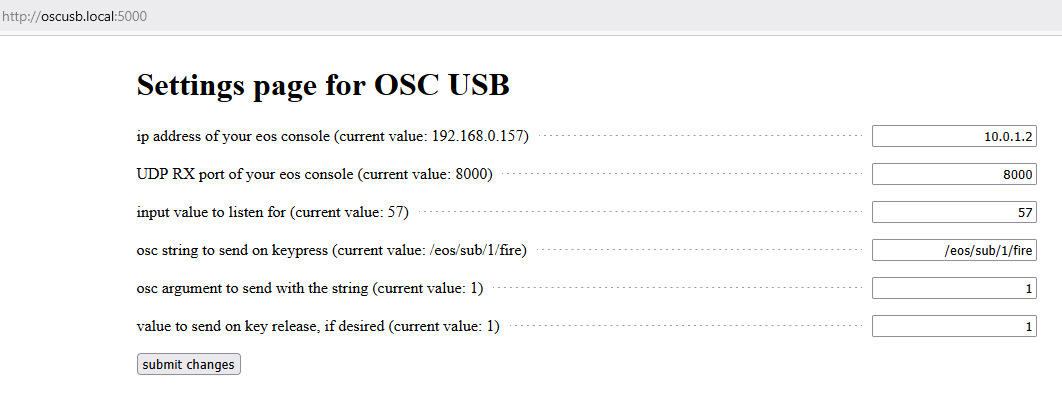 http://oscusb.local:5000
Settings page for OSC USB
ip address of your eos console (current value: 192.168.0.157) 10.0.1.2
UDP RX port of your eos console (current value: 8000) 8000
input value to listen for (current value: 57) 57
osc string to send on keypress (current value: /eos/sub/1/fire) /eos/sub/1/fire
osc argument to send with the string (current value: 1) 1
value to send on key release, if desired (current value: 1) 1
submit changes